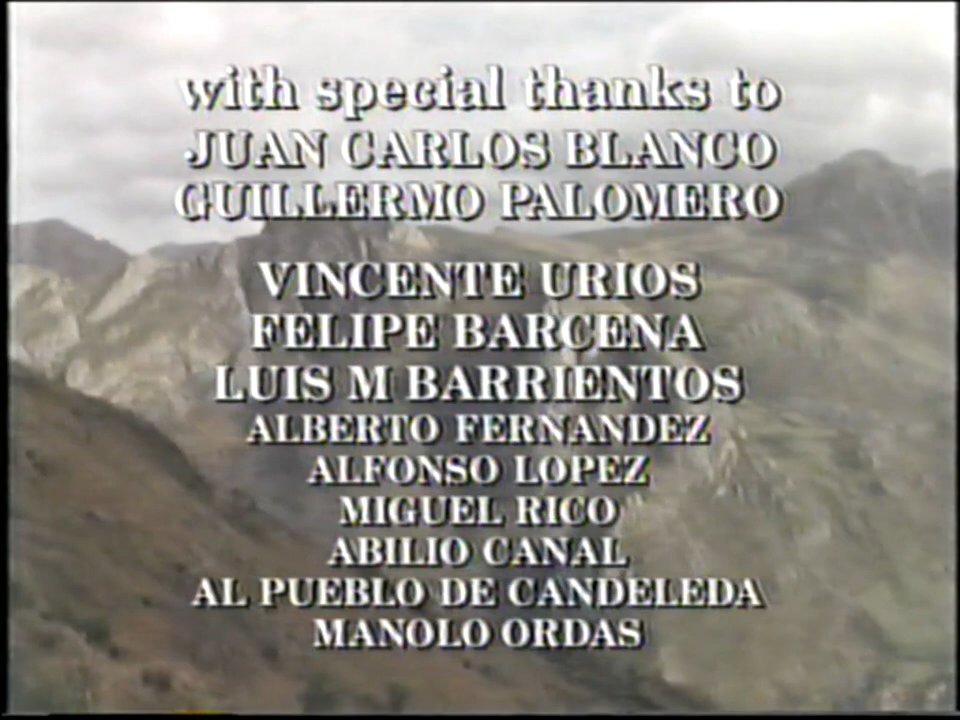 with special thanks to
JUAN CARLOS BLANCO
GUILLERMO PALOMERO
VINCENTE URIOS
FELIPE BARCENA
LUIS M BARRIENTOS
ALBERTO FERNANDEZ
ALFONSO LOPEZ
MIGUEL RICO
ABILIO CANAL
AL PUEBLO DE CANDELEDA
MANOLO ORDAS